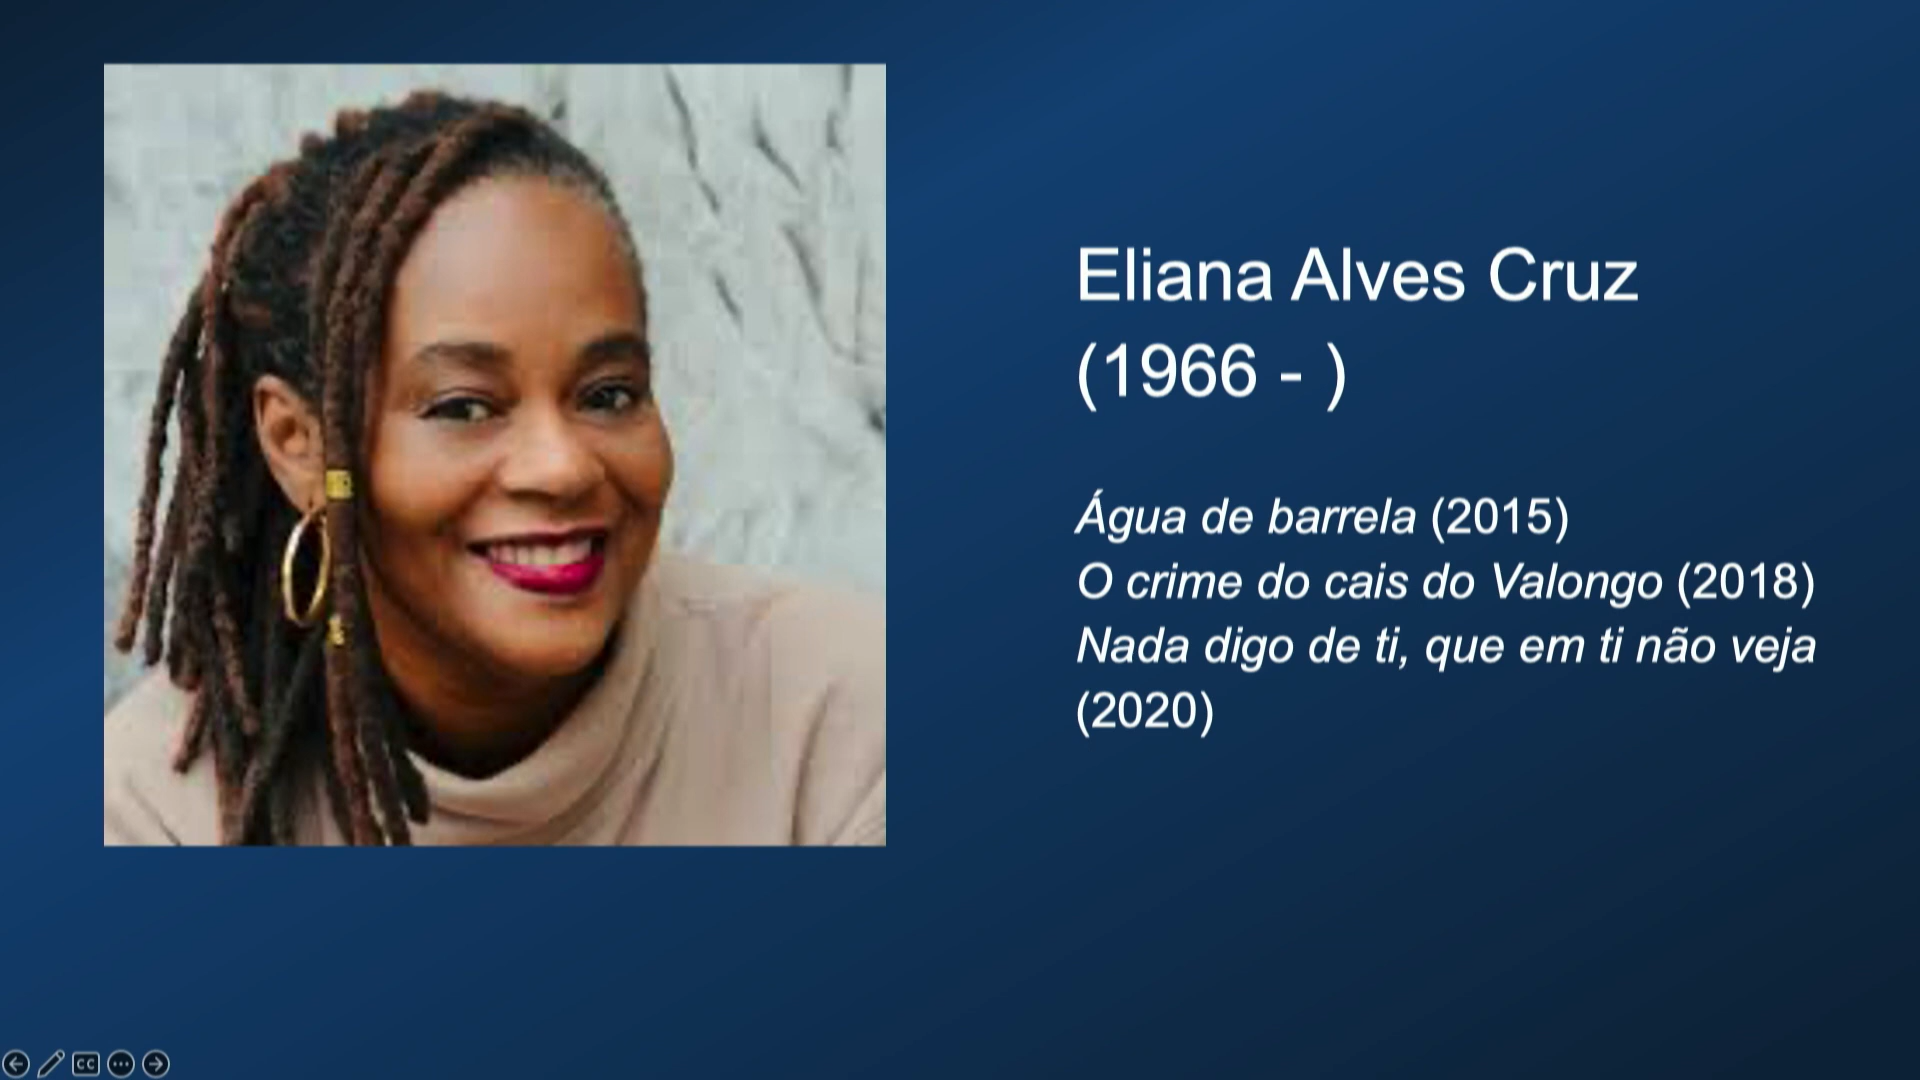 Eliana Alves Cruz
(1966 - )
Água de barrela (2015)
O crime do cais do Valongo (2018)
Nada digo de ti, que em ti não veja
(2020)
CC